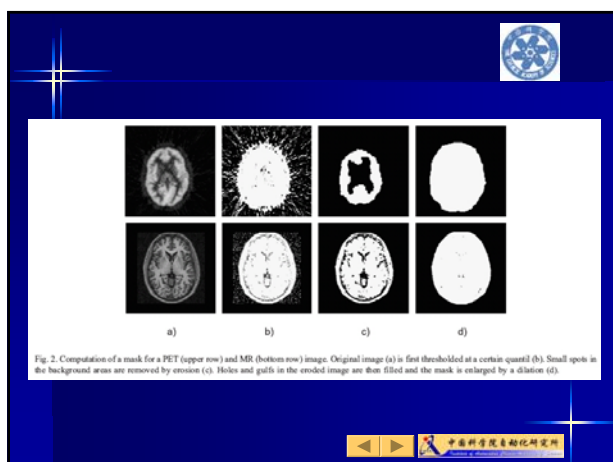 a) b) c) d)
Fig. 2. Computation of a mask for a PET (upper row) and MR (bottom row) image. Original image (a) is first thresholded at a certain quantil (b). Small spots in
the background areas are removed by erosion (c). Holes and gulfs in the eroded image are then filled and the mask is enlarged by a dilation (d).
中国科学院自动化研究所